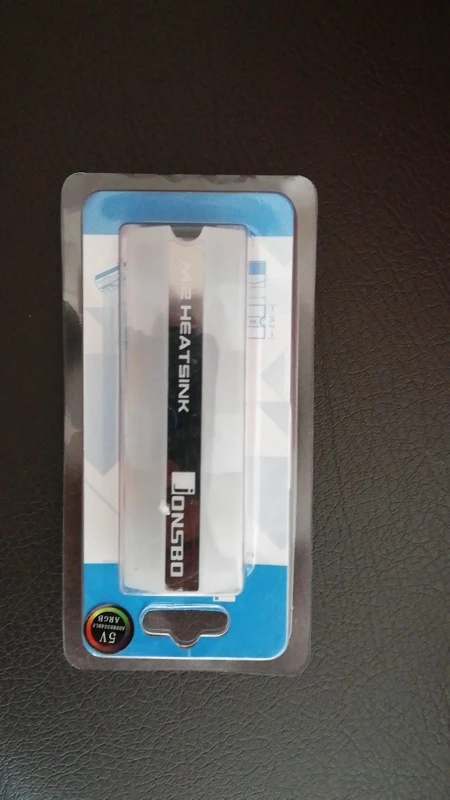 M.2 HEATSINK
JONSBO
5V
ADDRESSABLE
ARGB